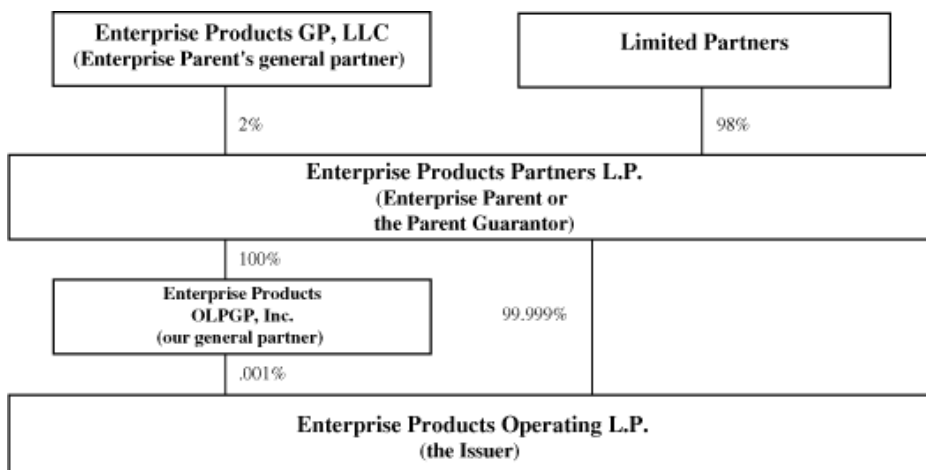 Enterprise Products GP, LLC
(Enterprise Parent's general partner)
Limited Partners
2%
98%
Enterprise Products Partners L.P.
(Enterprise Parent or
the Parent Guarantor)
100%
Enterprise Products
OLPGP, Inc.
(our general partner)
99.999%
.001%
Enterprise Products Operating L.P.
(the Issuer)